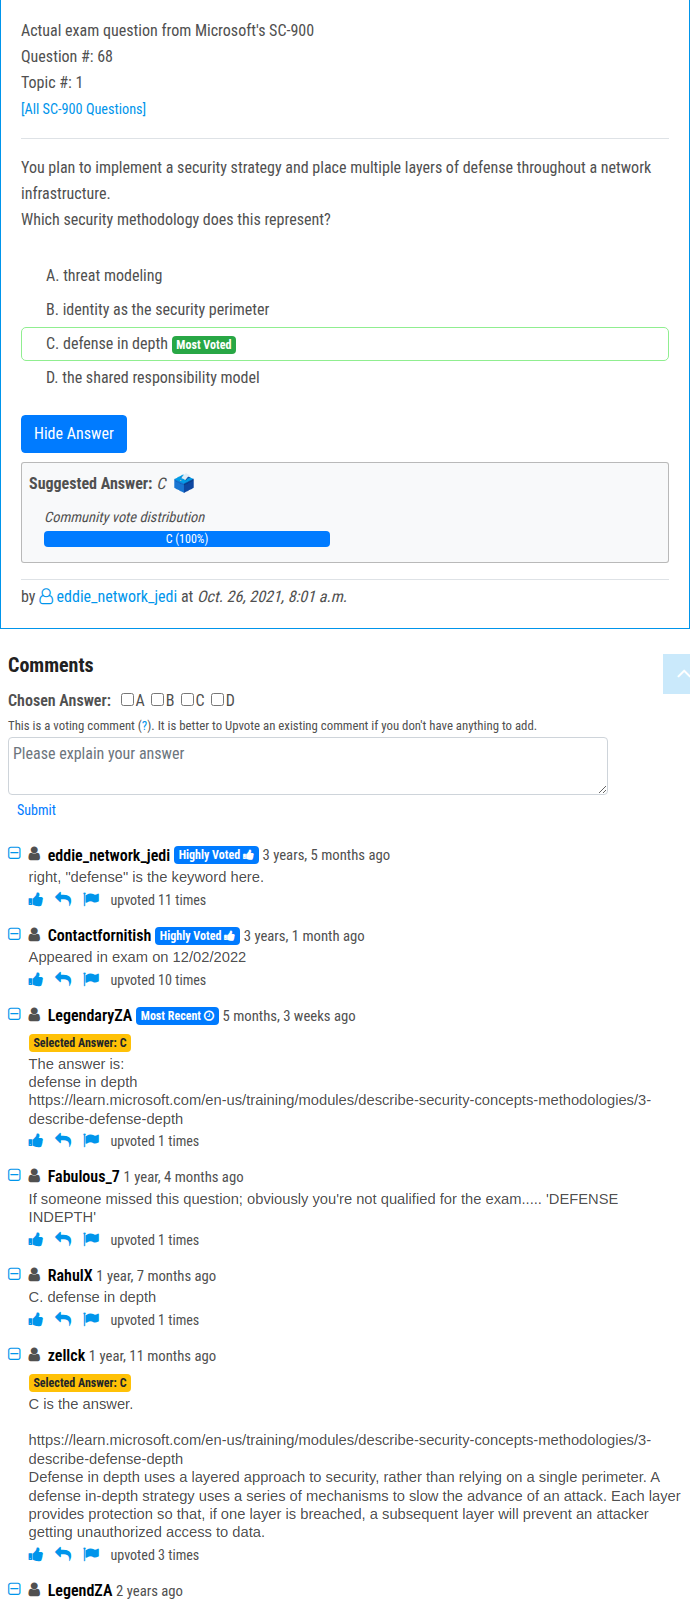 Actual exam question from Microsoft's SC-900
Question #: 68
Topic #: 1
[All SC-900 Questions]
You plan to implement a security strategy and place multiple layers of defense throughout a network
infrastructure.
Which security methodology does this represent?
A. threat modeling
B. identity as the security perimeter
C. defense in depth Most Voted
D. the shared responsibility model
Hide Answer
Suggested Answer: C
Community vote distribution
C (100%)
by eddie_network_jedi at Oct. 26, 2021, 8:01 a.m.
Comments
Chosen Answer: A B C D
This is a voting comment (?). It is better to Upvote an existing comment if you don't have anything to add.
Please explain your answer
Submit
eddie_network_jedi Highly Voted 3 years, 5 months ago
right, "defense" is the keyword here.
upvoted 11 times
Contactfornitish Highly Voted 3 years, 1 month ago
Appeared in exam on 12/02/2022
upvoted 10 times
LegendaryZA Most Recent 5 months, 3 weeks ago
Selected Answer: C
The answer is:
defense in depth
https://learn.microsoft.com/en-us/training/modules/describe-security-concepts-methodologies/3-
describe-defense-depth
upvoted 1 times
Fabulous_7 1 year, 4 months ago
If someone missed this question; obviously you're not qualified for the exam..... 'DEFENSE
INDEPTH'
upvoted 1 times
RahulX 1 year, 7 months ago
C. defense in depth
upvoted 1 times
zellck 1 year, 11 months ago
Selected Answer: C
C is the answer.
https://learn.microsoft.com/en-us/training/modules/describe-security-concepts-methodologies/3-
describe-defense-depth
Defense in depth uses a layered approach to security, rather than relying on a single perimeter. A
defense in-depth strategy uses a series of mechanisms to slow the advance of an attack. Each layer
provides protection so that, if one layer is breached, a subsequent layer will prevent an attacker
getting unauthorized access to data.
upvoted 3 times
LegendZA 2 years ago